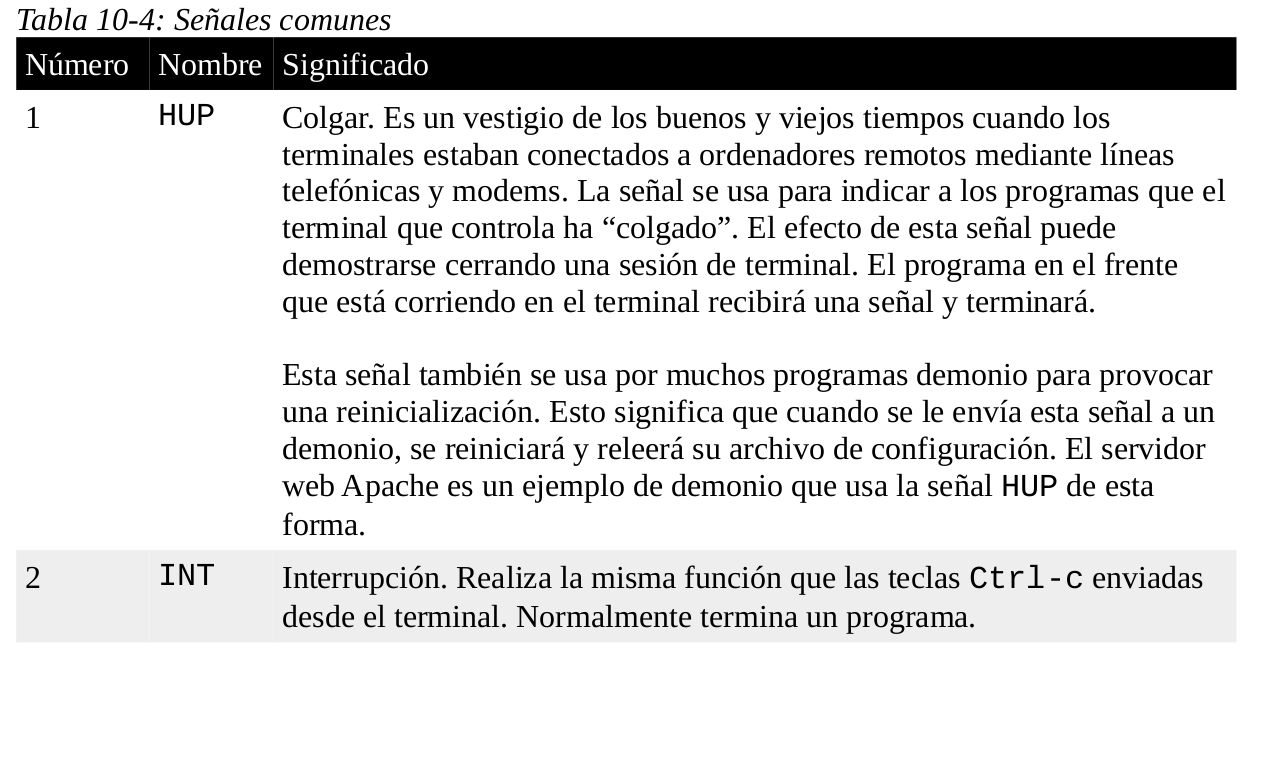 Tabla 10-4: Señales comunes
Número Nombre Significado
1 HUP Colgar. Es un vestigio de los buenos y viejos tiempos cuando los
terminales estaban conectados a ordenadores remotos mediante líneas
telefónicas y modems. La señal se usa para indicar a los programas que el
terminal que controla ha “colgado”. El efecto de esta señal puede
demostrarse cerrando una sesión de terminal. El programa en el frente
que está corriendo en el terminal recibirá una señal y terminará.
Esta señal también se usa por muchos programas demonio para provocar
una reinicialización. Esto significa que cuando se le envía esta señal a un
demonio, se reiniciará y releerá su archivo de configuración. El servidor
web Apache es un ejemplo de demonio que usa la señal HUP de esta
forma.
2 INT Interrupción. Realiza la misma función que las teclas Ctrl-c enviadas
desde el terminal. Normalmente termina un programa.